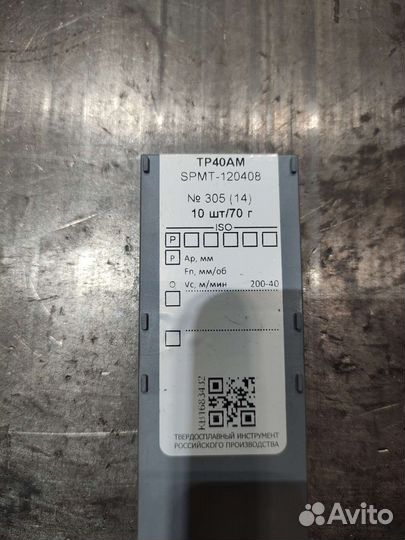 TP40AM
SPMT-120408
№ 305 (14)
10 шт/70 г
ISO
P
P Ap, мм
Fn, мм/об
Vc, м/мин 200-40
KB1683432
ТВЕРДОСПЛАВНЫЙ ИНСТРУМЕНТ
РОССИЙСКОГО ПРОИЗВОДСТВА
Avito